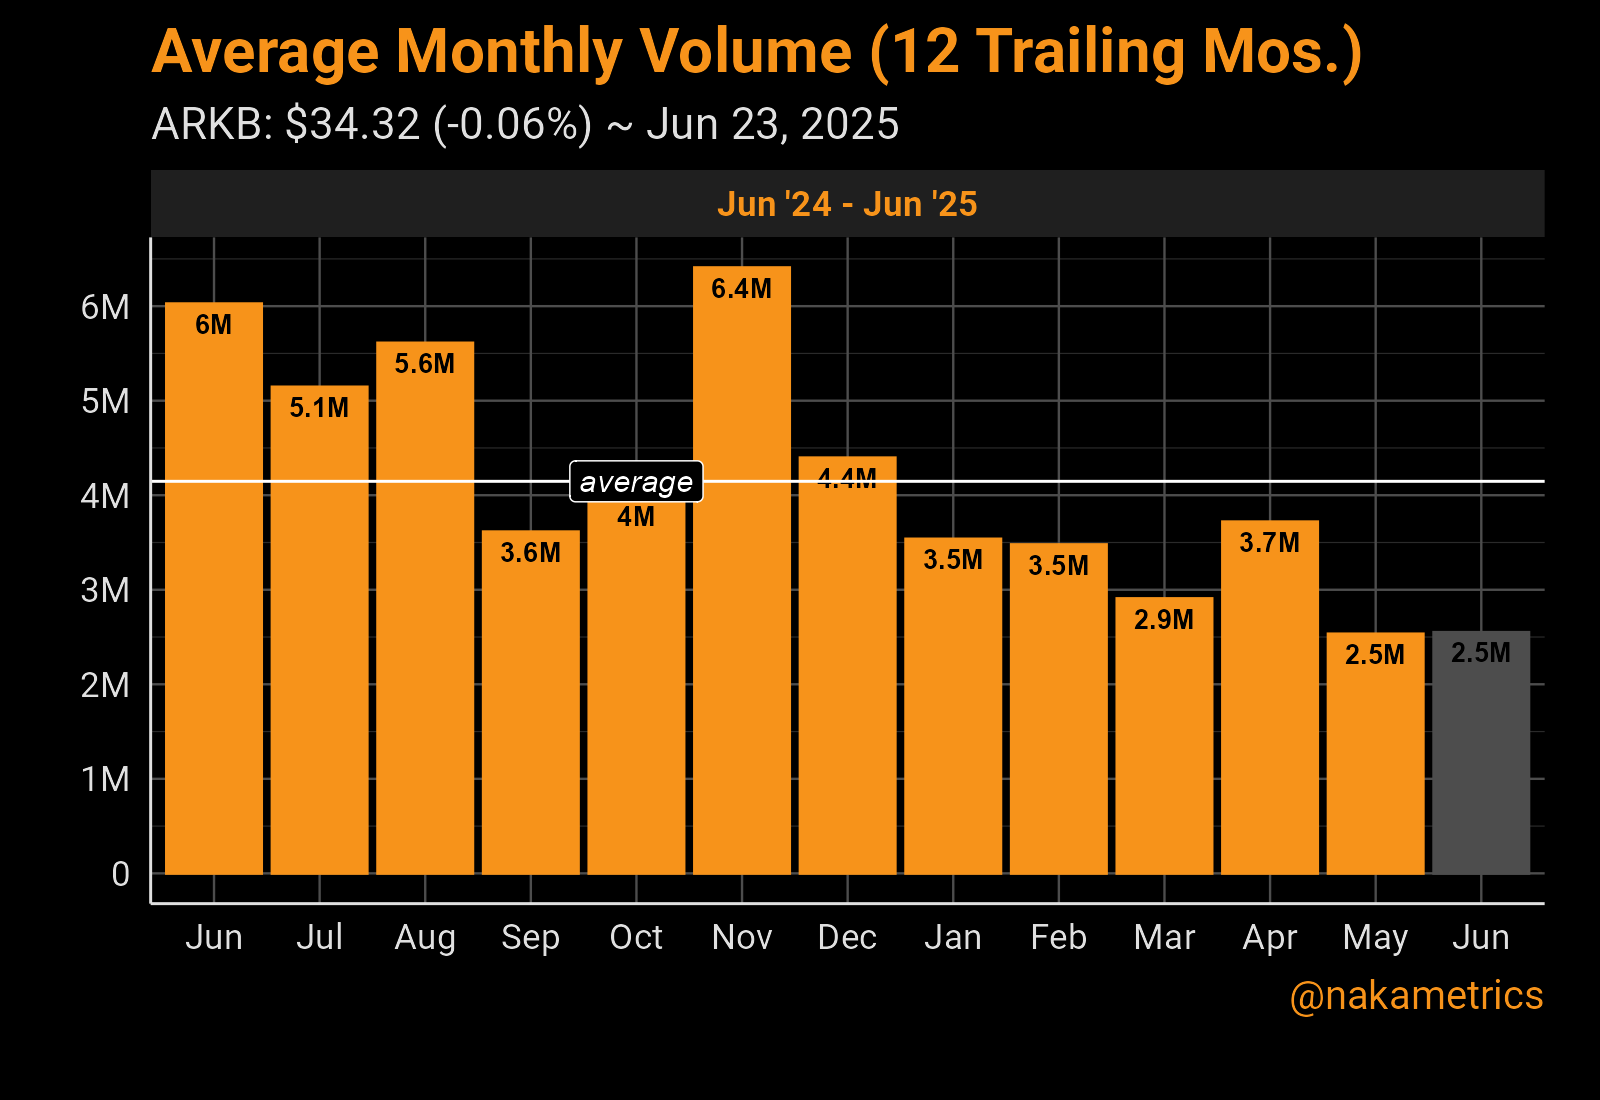 Average Monthly Volume (12 Trailing Mos.)
ARKB: $34.32 (-0.06%) ~ Jun 23, 2025
Jun '24 - Jun '25
6M
5M
4M
3M
2M
1M
0
6M
5.1M
5.6M
3.6M
4M
6.4M
4.4M
3.5M
3.5M
2.9M
3.7M
2.5M
2.5M
average
Jun Jul Aug Sep Oct Nov Dec Jan Feb Mar Apr May Jun
@nakametrics